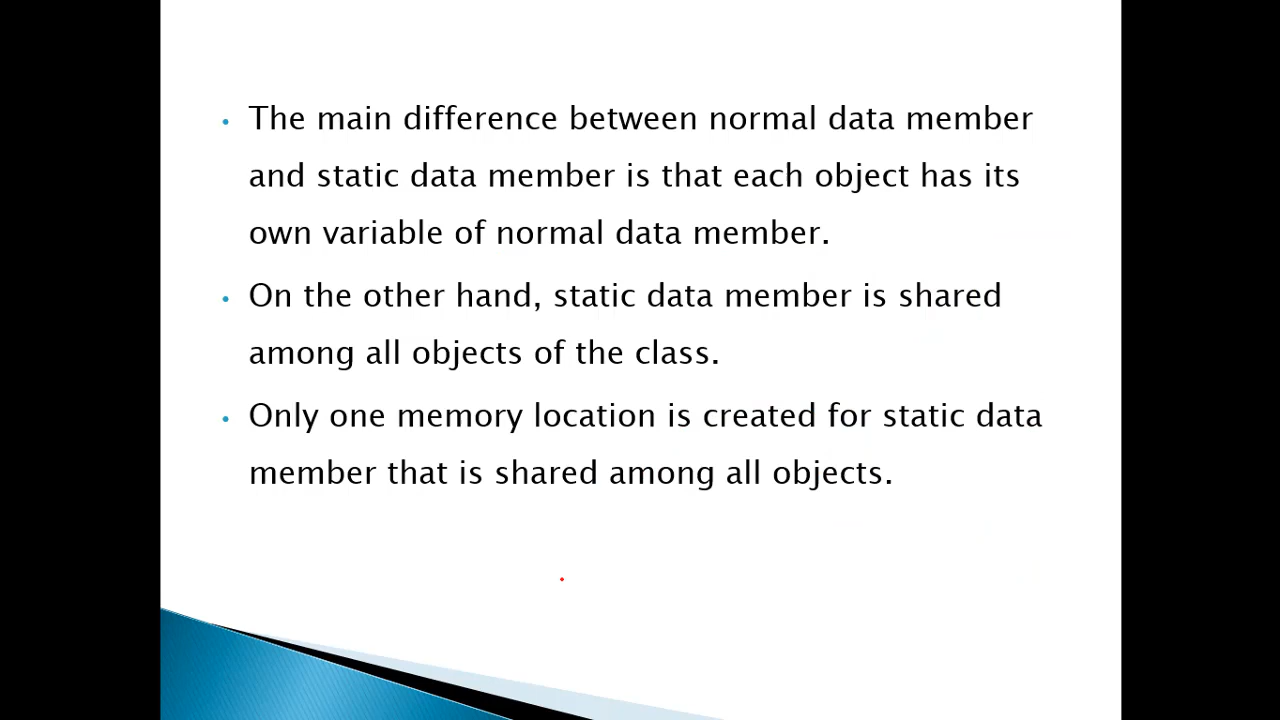 • The main difference between normal data member
and static data member is that each object has its
own variable of normal data member.
• On the other hand, static data member is shared
among all objects of the class.
• Only one memory location is created for static data
member that is shared among all objects.